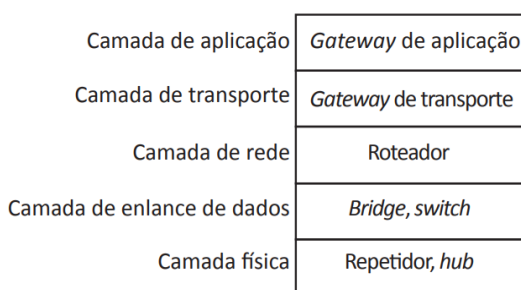 Camada de aplicação Gateway de aplicação
Camada de transporte Gateway de transporte
Camada de rede Roteador
Camada de enlance de dados Bridge, switch
Camada física Repetidor, hub